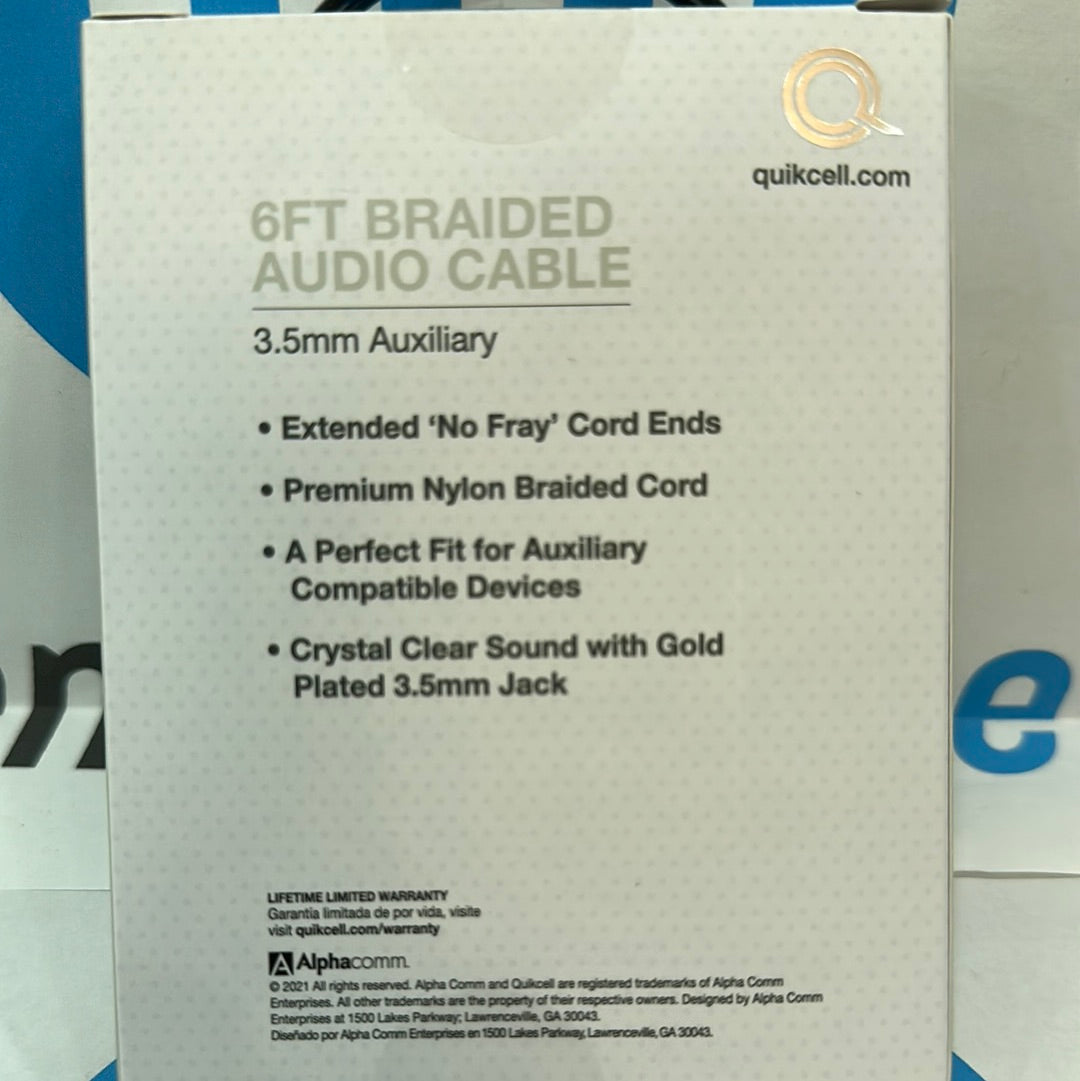 quikcell.com
6FT BRAIDED
AUDIO CABLE
3.5mm Auxiliary
• Extended ‘No Fray’ Cord Ends
• Premium Nylon Braided Cord
• A Perfect Fit for Auxiliary
Compatible Devices
• Crystal Clear Sound with Gold
Plated 3.5mm Jack
n
e
LIFETIME LIMITED WARRANTY
Garantia limitada de por vida, visite
visit quikcell.com/warranty
Alphacomm.
© 2021 All rights reserved. Alpha Comm and Quikcell are registered trademarks of Alpha Comm
Enterprises. All other trademarks are the property of their respective owners. Designed by Alpha Comm
Enterprises at 1500 Lakes Parkway; Lawrenceville, GA 30043.
Diseñado por Alpha Comm Enterprises en 1500 Lakes Parkway, Lawrenceville, GA 30043.